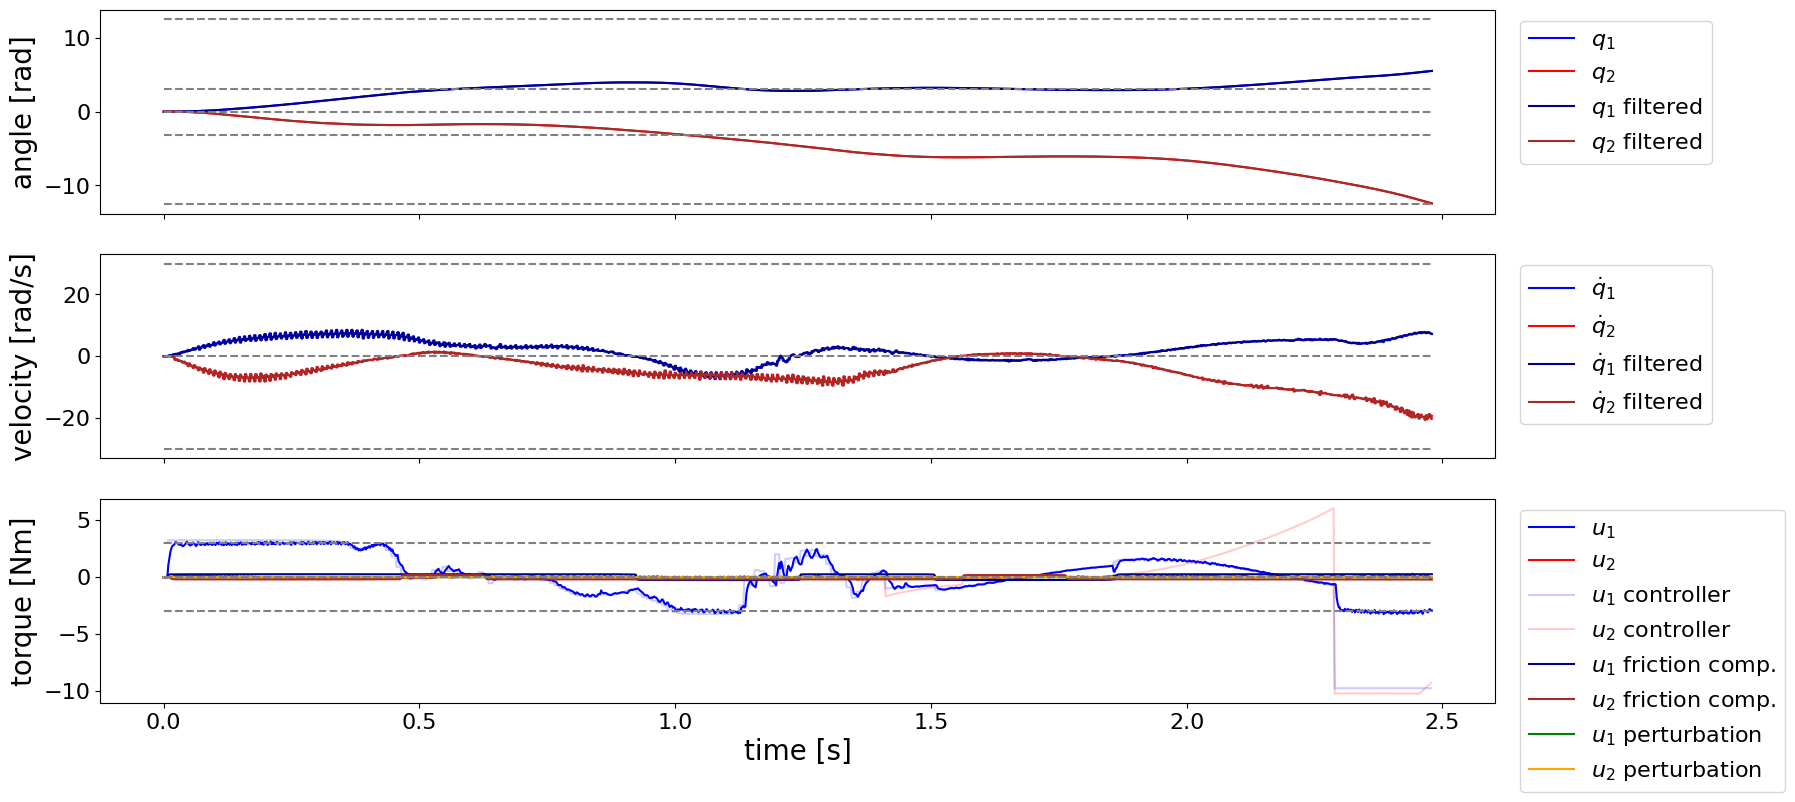 angle [rad]
10
0
−10
q₁
q₂
q₁ filtered
q₂ filtered
velocity [rad/s]
20
0
−20
q̇₁
q̇₂
q̇₁ filtered
q̇₂ filtered
torque [Nm]
5
0
−5
−10
0.0
0.5
1.0
1.5
2.0
2.5
time [s]
u₁
u₂
u₁ controller
u₂ controller
u₁ friction comp.
u₂ friction comp.
u₁ perturbation
u₂ perturbation